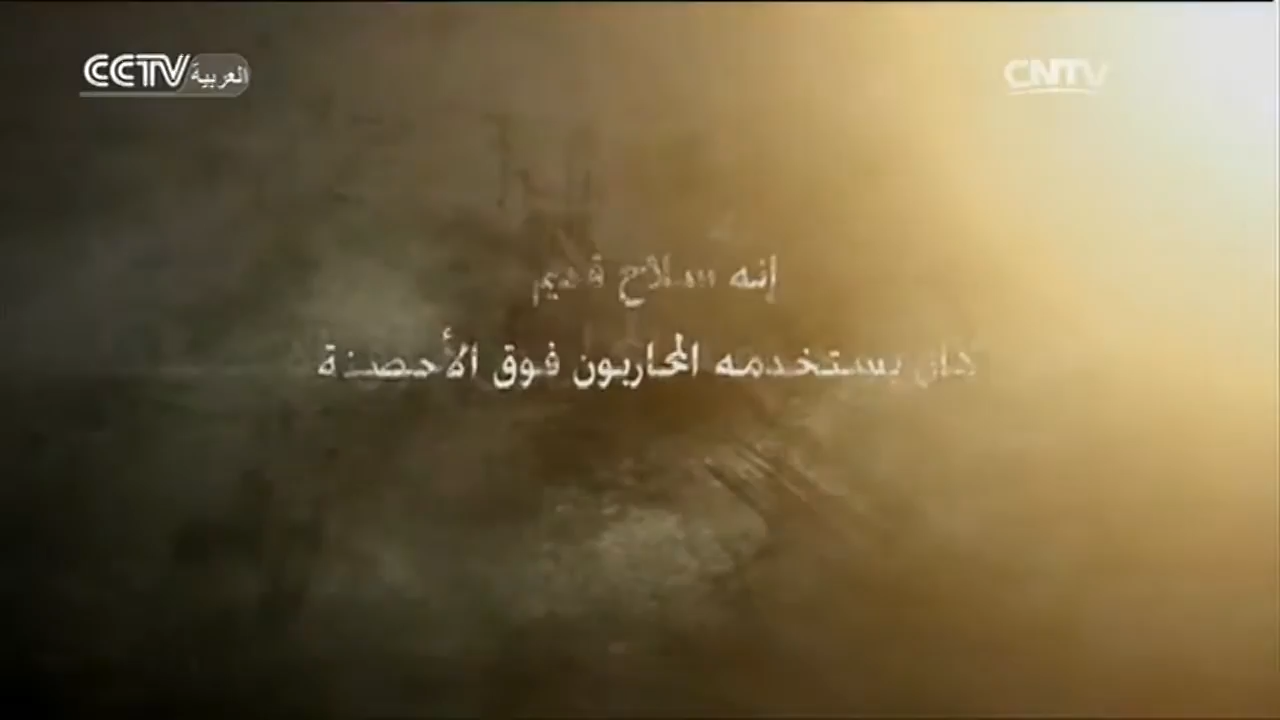 CCTV العربية
CNTV
إنه سلاح قديم
كان يستخدمه المحاربون فوق الأحصنة